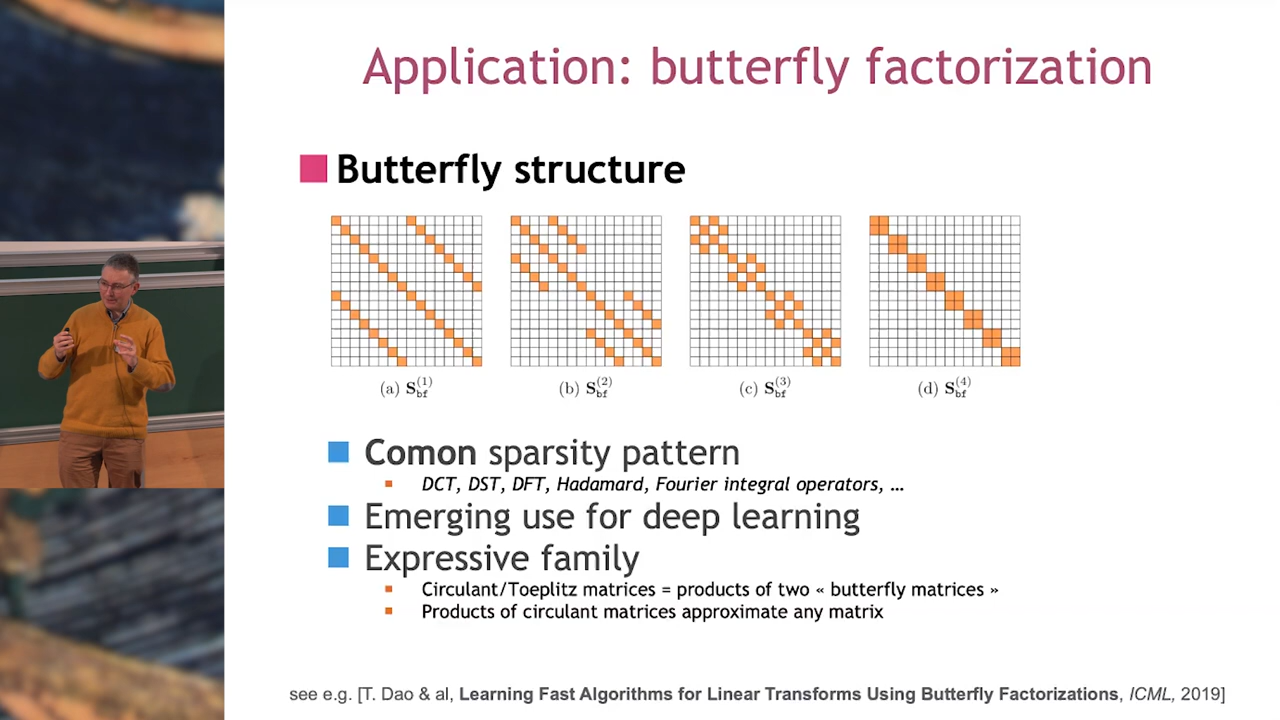 Application: butterfly factorization
Butterfly structure
(a) S_bf^(1)
(b) S_bf^(2)
(c) S_bf^(3)
(d) S_bf^(4)
Comon sparsity pattern
DCT, DST, DFT, Hadamard, Fourier integral operators, …
Emerging use for deep learning
Expressive family
Circulant/Toeplitz matrices = products of two « butterfly matrices »
Products of circulant matrices approximate any matrix
see e.g. [T. Dao & al, Learning Fast Algorithms for Linear Transforms Using Butterfly Factorizations, ICML, 2019]